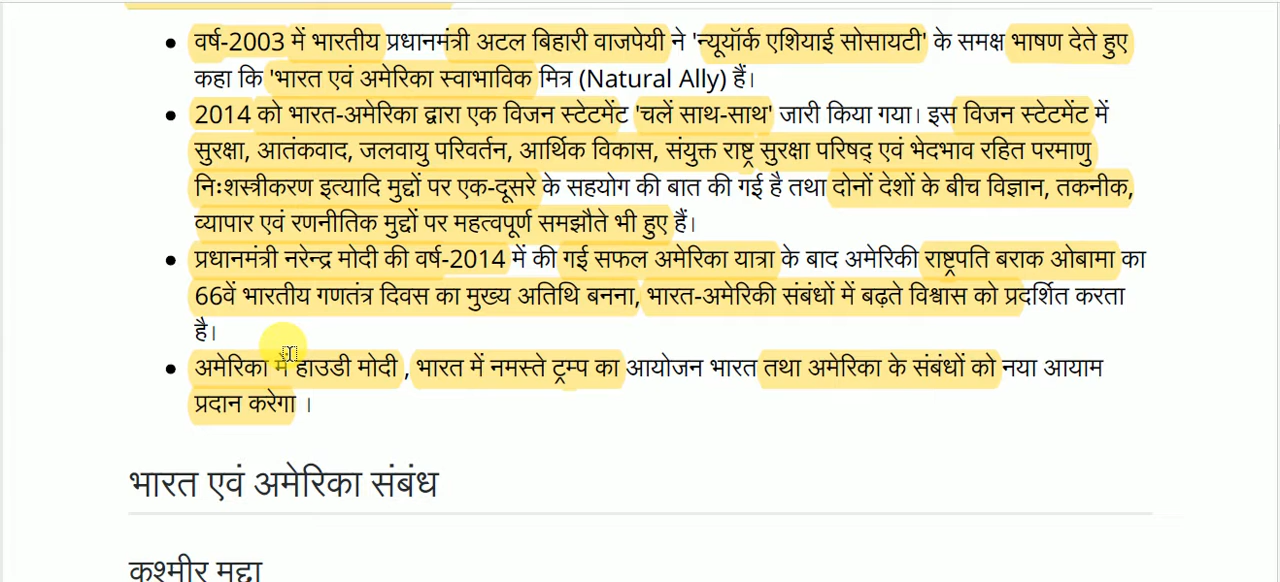 वर्ष-2003 में भारतीय प्रधानमंत्री अटल बिहारी वाजपेयी ने 'न्यूयॉर्क एशियाई सोसायटी' के समक्ष भाषण देते हुए
कहा कि 'भारत एवं अमेरिका स्वाभाविक मित्र (Natural Ally) हैं।
2014 को भारत-अमेरिका द्वारा एक विजन स्टेटमेंट 'चलें साथ-साथ' जारी किया गया। इस विजन स्टेटमेंट में
सुरक्षा, आतंकवाद, जलवायु परिवर्तन, आर्थिक विकास, संयुक्त राष्ट्र सुरक्षा परिषद् एवं भेदभाव रहित परमाणु
निःशस्त्रीकरण इत्यादि मुद्दों पर एक-दूसरे के सहयोग की बात की गई है तथा दोनों देशों के बीच विज्ञान, तकनीक,
व्यापार एवं रणनीतिक मुद्दों पर महत्वपूर्ण समझौते भी हुए हैं।
प्रधानमंत्री नरेन्द्र मोदी की वर्ष-2014 में की गई सफल अमेरिका यात्रा के बाद अमेरिकी राष्ट्रपति बराक ओबामा का
66वें भारतीय गणतंत्र दिवस का मुख्य अतिथि बनना, भारत-अमेरिकी संबंधों में बढ़ते विश्वास को प्रदर्शित करता
है।
अमेरिका में हाउडी मोदी , भारत में नमस्ते ट्रम्प का आयोजन भारत तथा अमेरिका के संबंधों को नया आयाम
प्रदान करेगा ।
भारत एवं अमेरिका संबंध
कश्मीर मुद्दा